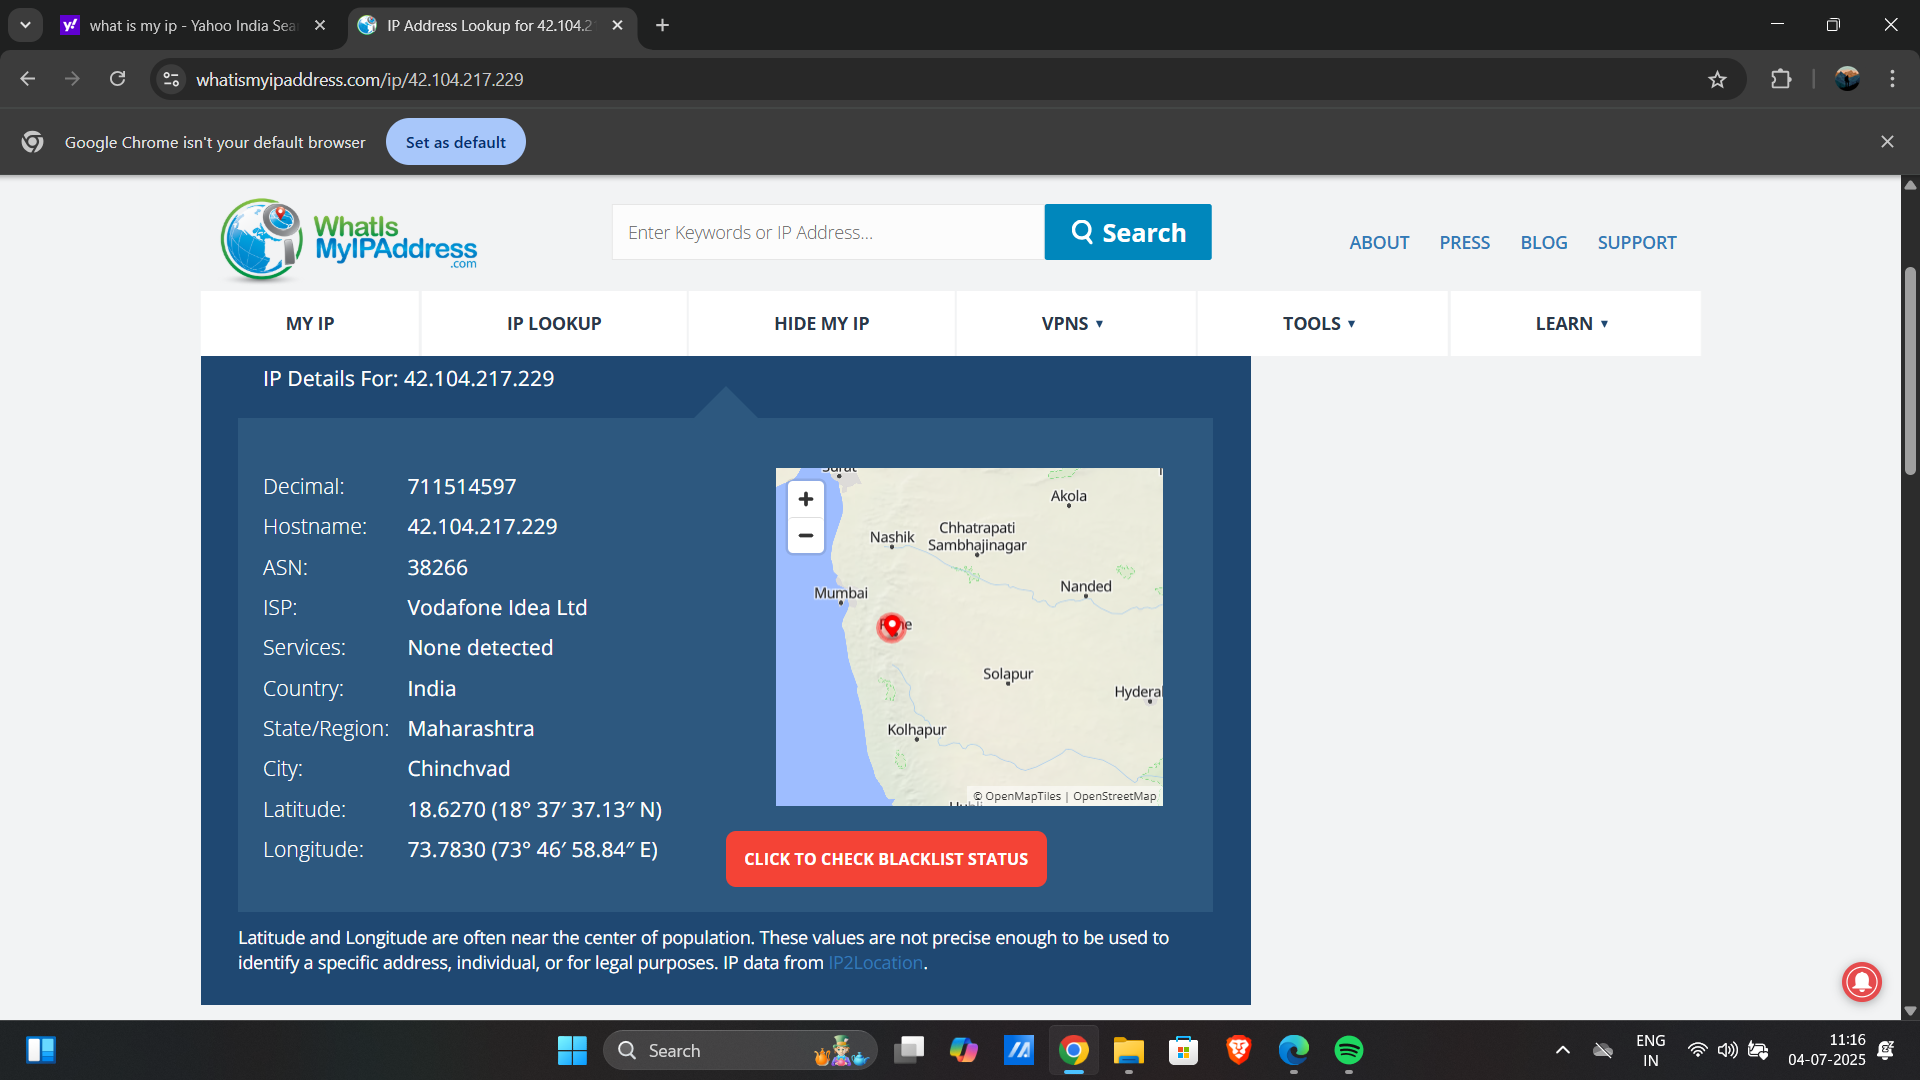 what is my ip - Yahoo India Sea
IP Address Lookup for 42.104.2
whatismyipaddress.com/ip/42.104.217.229
Google Chrome isn't your default browser
Set as default
WhatIs
MyIPAddress
.com
Enter Keywords or IP Address...
Search
ABOUT
PRESS
BLOG
SUPPORT
MY IP
IP LOOKUP
HIDE MY IP
VPNS
TOOLS
LEARN
IP Details For: 42.104.217.229
Decimal: 711514597
Hostname: 42.104.217.229
ASN: 38266
ISP: Vodafone Idea Ltd
Services: None detected
Country: India
State/Region: Maharashtra
City: Chinchvad
Latitude: 18.6270 (18° 37′ 37.13″ N)
Longitude: 73.7830 (73° 46′ 58.84″ E)
+
−
Surat
Akola
Nashik
Chhatrapati
Sambhajinagar
Nanded
Mumbai
Solapur
Hydera
Kolhapur
© OpenMapTiles | OpenStreetMap
CLICK TO CHECK BLACKLIST STATUS
Latitude and Longitude are often near the center of population. These values are not precise enough to be used to
identify a specific address, individual, or for legal purposes. IP data from IP2Location.
Search
ENG
IN
11:16
04-07-2025